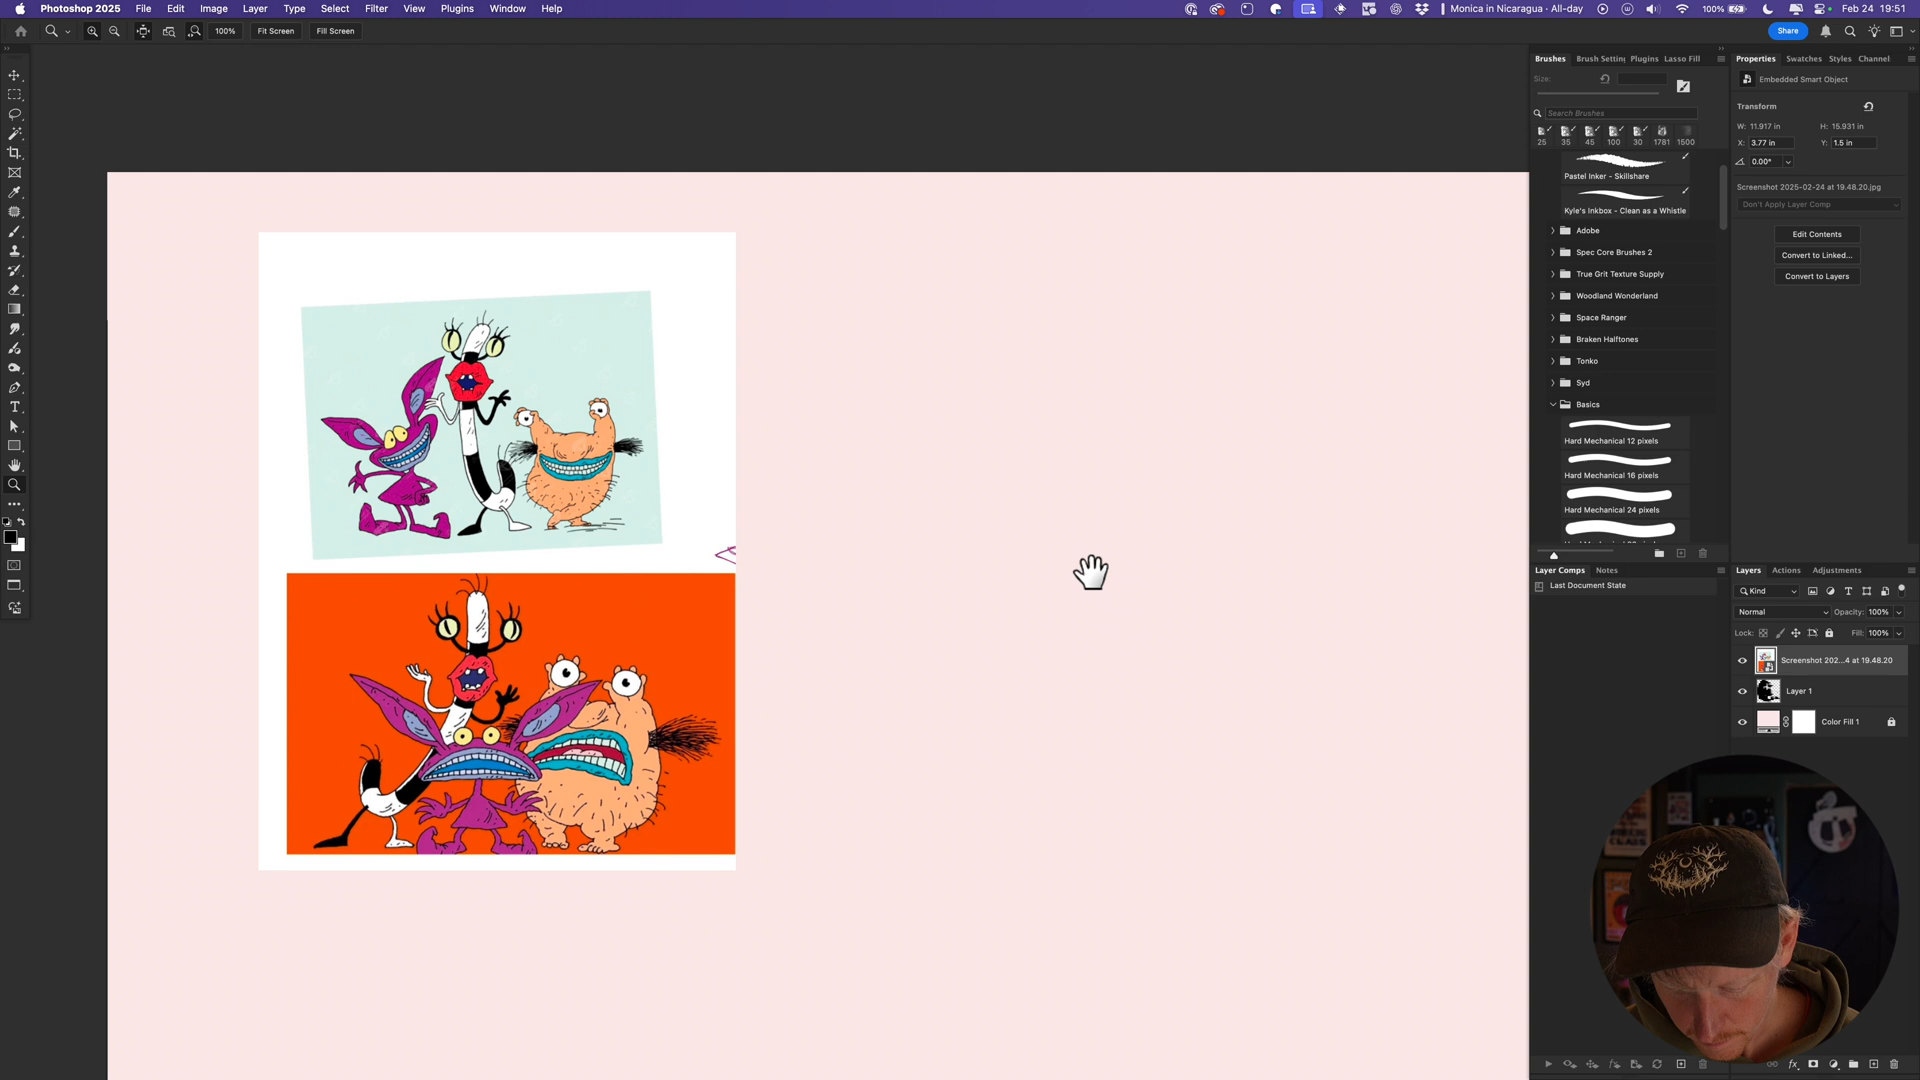 Photoshop 2025 File Edit Image Layer Type Select Filter View Plugins Window Help
Monica in Nicaragua · All-day 100% Feb 24 19:51
100% Fit Screen Fill Screen Share
Brushes Brush Settin Plugins Lasso Fill
Size:
Search Brushes
25 35 45 100 30 1781 1500
Pastel Inker - Skillshare
Kyle's Inkbox - Clean as a Whistle
Adobe
Spec Core Brushes 2
True Grit Texture Supply
Woodland Wonderland
Space Ranger
Braken Halftones
Tonko
Syd
Basics
Hard Mechanical 12 pixels
Hard Mechanical 16 pixels
Hard Mechanical 24 pixels
Layer Comps Notes
Last Document State
Properties Swatches Styles Channel
Embedded Smart Object
Transform
W: 11.917 in H: 15.931 in
X: 3.77 in Y: 1.5 in
0.00°
Screenshot 2025-02-24 at 19.48.20.jpg
Don't Apply Layer Comp
Edit Contents
Convert to Linked...
Convert to Layers
Layers Actions Adjustments
Kind
Normal Opacity: 100%
Lock: Fill: 100%
Screenshot 202...4 at 19.48.20
Layer 1
Color Fill 1